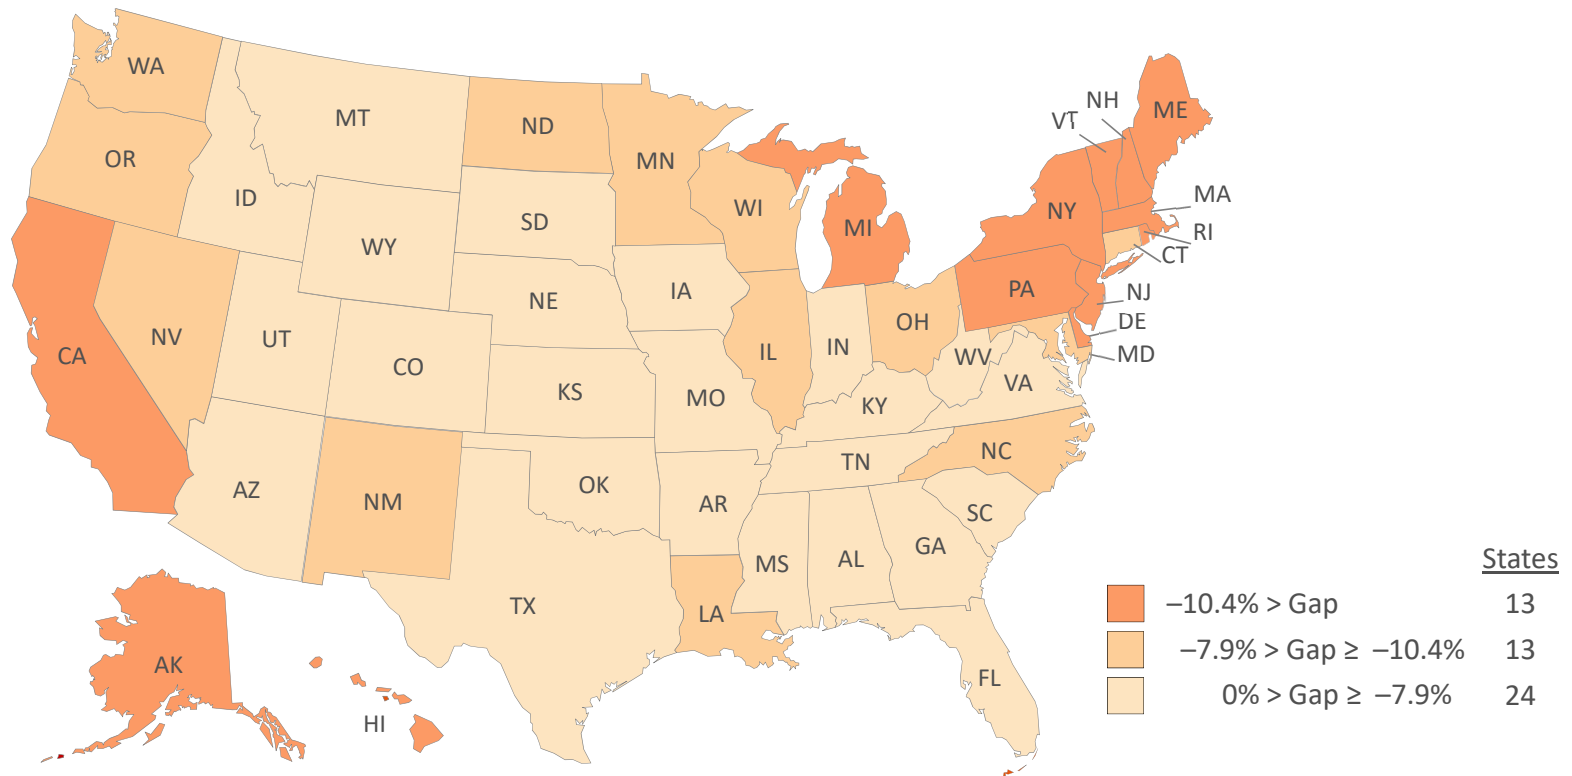 WA
MT
ND
MN
OR
ID
SD
WI
WY
MI
NH
ME
VT
NY
MA
RI
CT
IA
NE
PA
NJ
NV
UT
OH
DE
CA
CO
IL
IN
WV
MD
KS
MO
VA
KY
NC
TN
AZ
NM
OK
AR
SC
GA
MS
AL
TX
LA
FL
AK
HI
States
–10.4% > Gap 13
–7.9% > Gap ≥ –10.4% 13
0% > Gap ≥ –7.9% 24